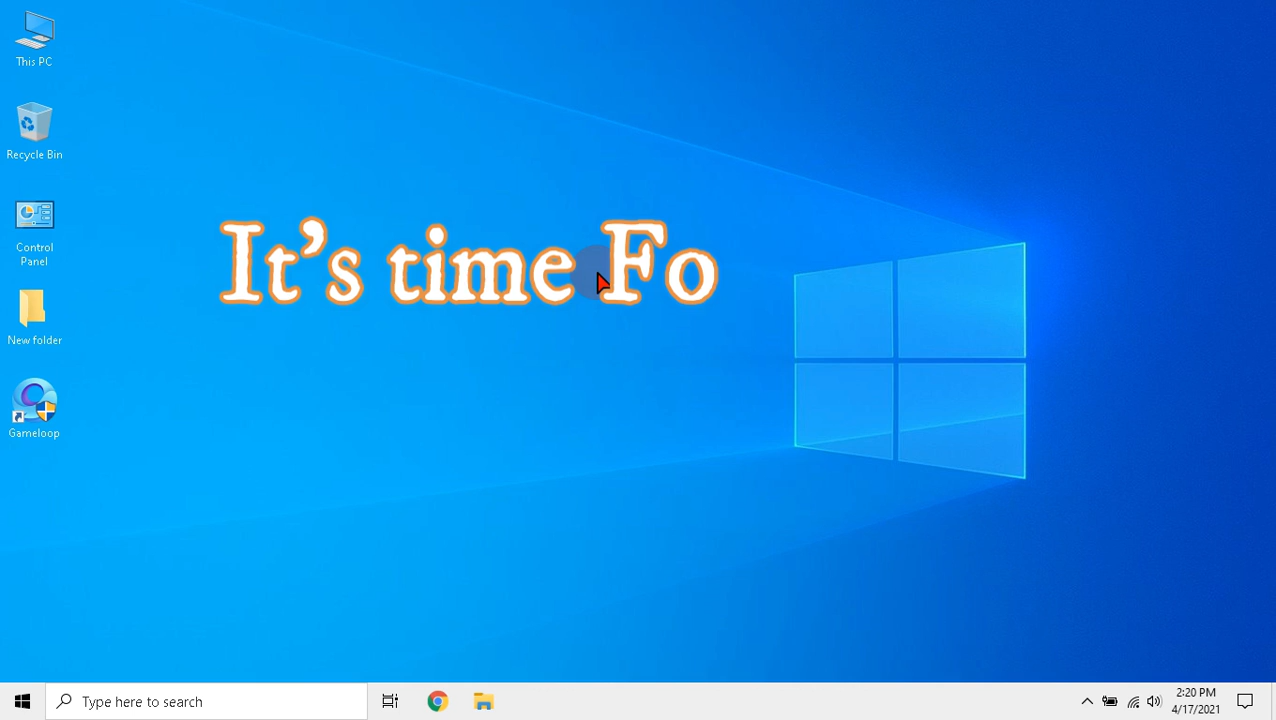 This PC
Recycle Bin
Control
Panel
New folder
Gameloop
It's time Fo
Type here to search
2:20 PM
4/17/2021